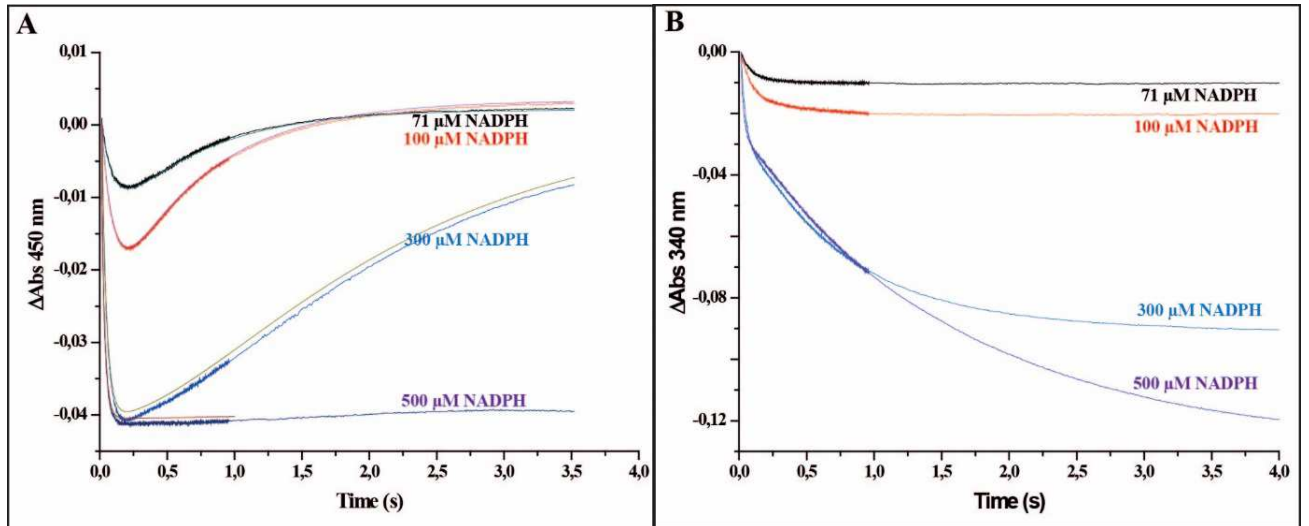 A
0,01
0,00
-0,01
-0,02
-0,03
-0,04
ΔAbs 450 nm
71 µM NADPH
100 µM NADPH
300 µM NADPH
500 µM NADPH
0,0 0,5 1,0 1,5 2,0 2,5 3,0 3,5 4,0
Time (s)
B
0,00
-0,04
-0,08
-0,12
ΔAbs 340 nm
71 µM NADPH
100 µM NADPH
300 µM NADPH
500 µM NADPH
0,0 0,5 1,0 1,5 2,0 2,5 3,0 3,5 4,0
Time (s)